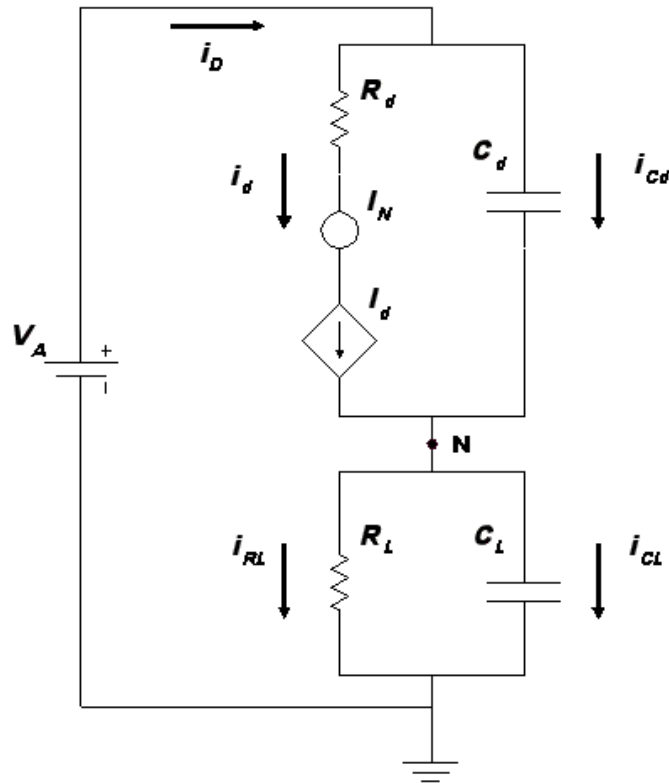 i_D
R_d
C_d
i_d
i_Cd
I_N
I_d
V_A
+
N
i_RL
R_L
C_L
i_CL